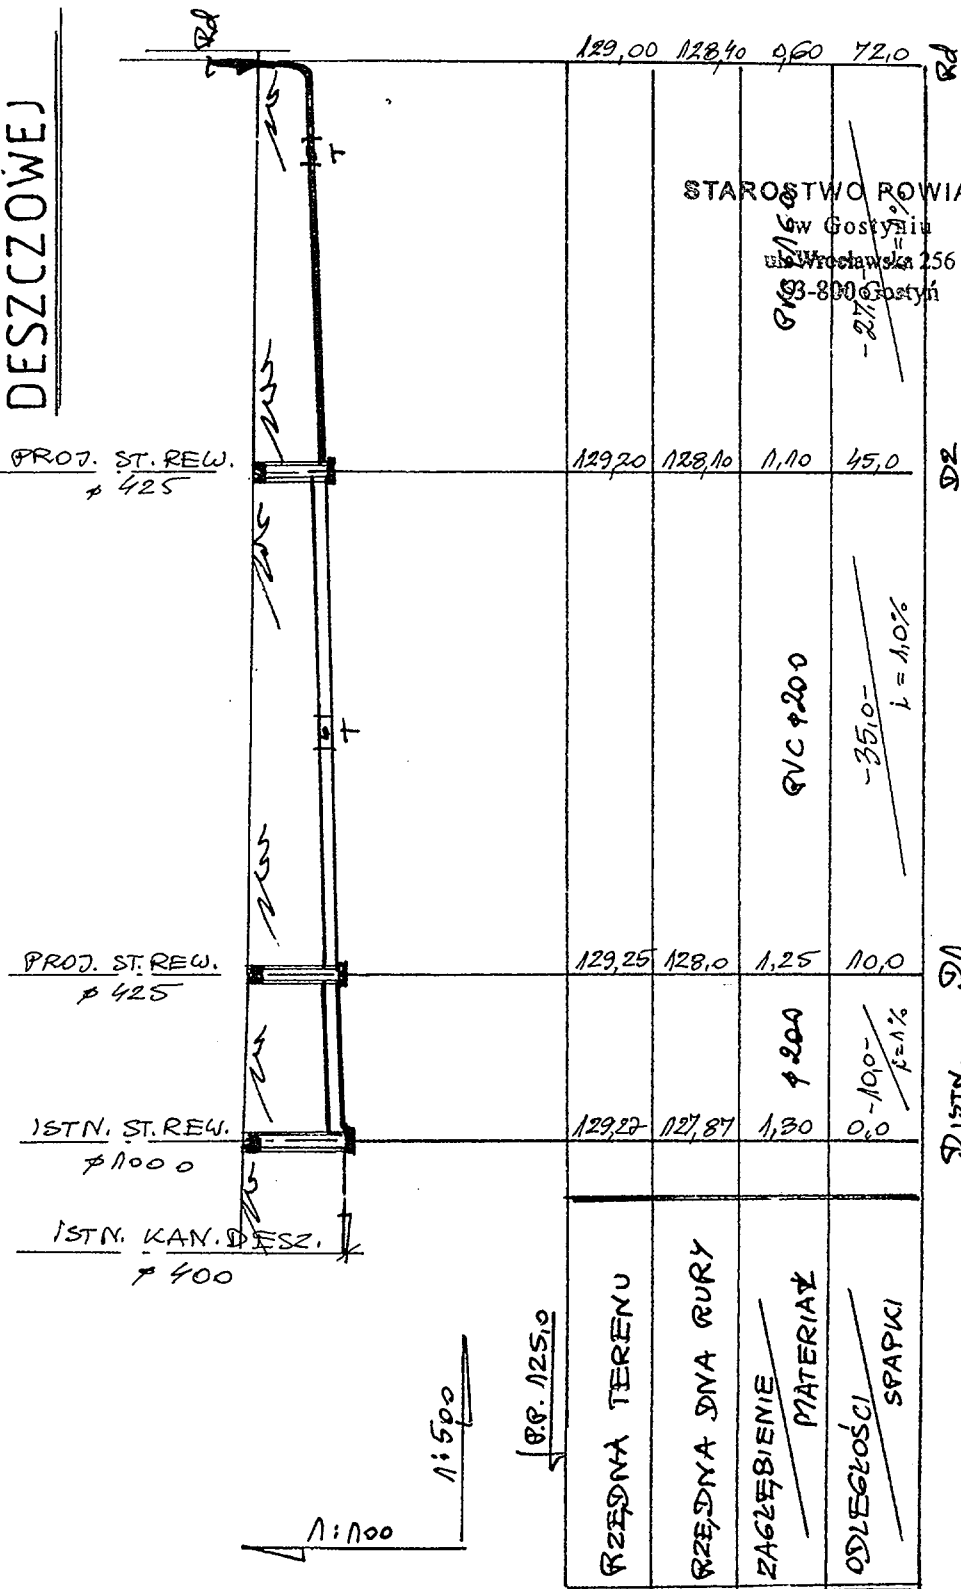 DESZCZOWEJ
Rd
129,00 128,40 0,60 72,0 Rd
T
STAROSTWO POWIA
w Gostyniu
ul. Wrocławska 256
63-800 Gostyń
-27,0-
PROJ. ST. REW.
ø 425
129,20 128,10 1,10 45,0 D2
PVC ø200
-35,0-
i = 1,0%
T
PROJ. ST. REW.
ø 425
129,25 128,0 1,25 10,0 D1
ø 200
-10,0-
i=1%
ISTN. ST. REW.
ø 1000
129,27 127,87 1,30 0,0 D ISTN.
ISTN. KAN. DESZ.
ø 400
1:500
1:100
P.P. 125,0
RZĘDNA TERENU
RZĘDNA DNA RURY
ZAGŁĘBIENIE
MATERIAŁ
ODLEGŁOŚCI
SPADKI